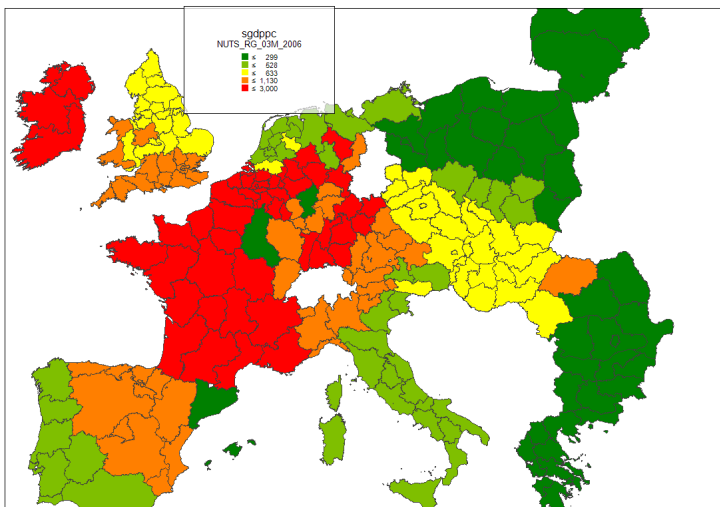 sgdppc
NUTS_RG_03M_2006
≤ 299
≤ 628
≤ 633
≤ 1,130
≤ 3,000